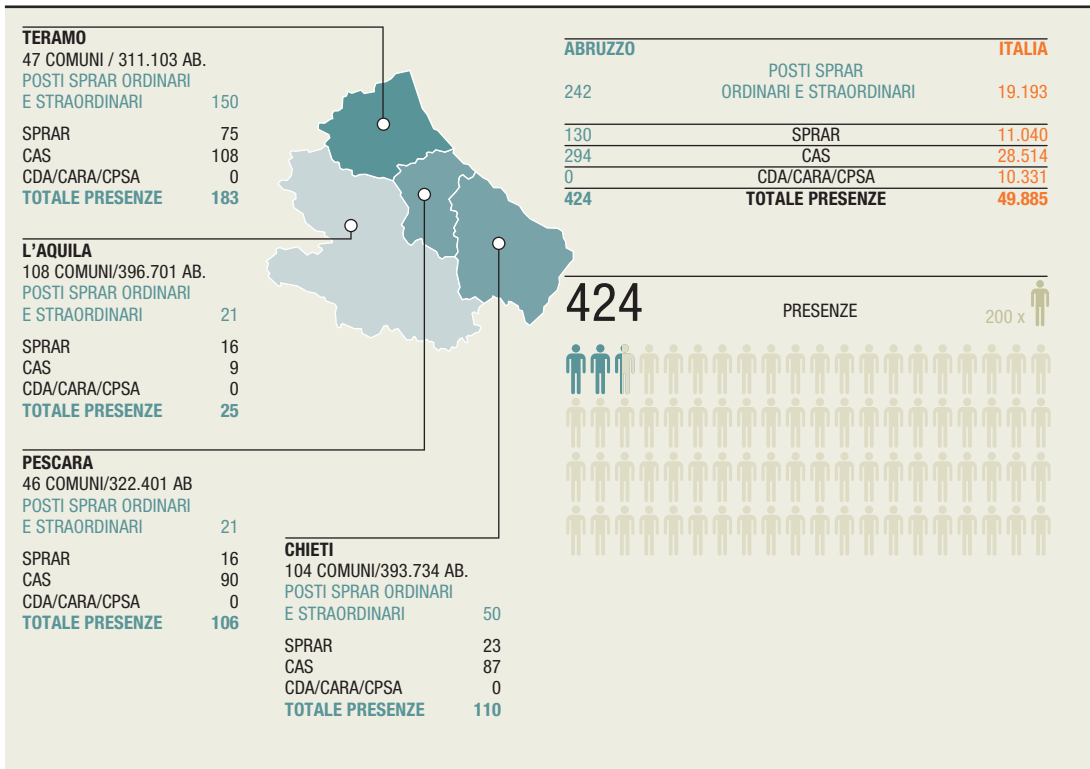 TERAMO
47 COMUNI / 311.103 AB.
POSTI SPRAR ORDINARI
E STRAORDINARI 150
SPRAR 75
CAS 108
CDA/CARA/CPSA 0
TOTALE PRESENZE 183
L'AQUILA
108 COMUNI/396.701 AB.
POSTI SPRAR ORDINARI
E STRAORDINARI 21
SPRAR 16
CAS 9
CDA/CARA/CPSA 0
TOTALE PRESENZE 25
PESCARA
46 COMUNI/322.401 AB
POSTI SPRAR ORDINARI
E STRAORDINARI 21
SPRAR 16
CAS 90
CDA/CARA/CPSA 0
TOTALE PRESENZE 106
CHIETI
104 COMUNI/393.734 AB.
POSTI SPRAR ORDINARI
E STRAORDINARI 50
SPRAR 23
CAS 87
CDA/CARA/CPSA 0
TOTALE PRESENZE 110
ABRUZZO ITALIA
POSTI SPRAR
242 ORDINARI E STRAORDINARI 19.193
130 SPRAR 11.040
294 CAS 28.514
0 CDA/CARA/CPSA 10.331
424 TOTALE PRESENZE 49.885
424 PRESENZE 200 x